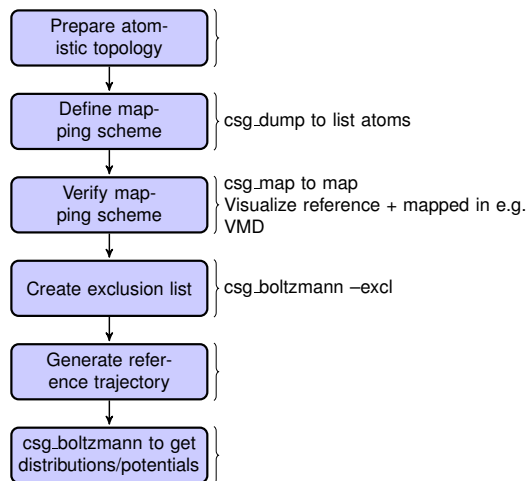 Prepare atom-
istic topology
Define map-
ping scheme
csg_dump to list atoms
Verify map-
ping scheme
csg_map to map
Visualize reference + mapped in e.g.
VMD
Create exclusion list
csg_boltzmann –excl
Generate refer-
ence trajectory
csg_boltzmann to get
distributions/potentials